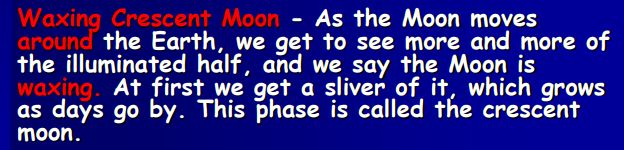 Waxing Crescent Moon - As the Moon moves
around the Earth, we get to see more and more of
the illuminated half, and we say the Moon is
waxing. At first we get a sliver of it, which grows
as days go by. This phase is called the crescent
moon.